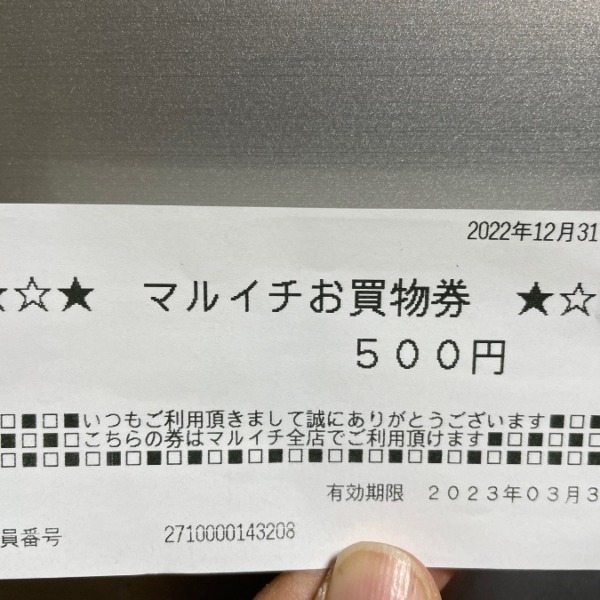 2022年12月31
☆★ マルイチお買物券 ★☆
５００円
□■□■いつもご利用頂きまして誠にありがとうございます■□■
■□■こちらの券はマルイチ全店でご利用頂けます■□■□■
□■□■□■□■□■□■□■□■□■□■□■□■□■□■□■
有効期限 ２０２３年０３月３
員番号 2710000143208